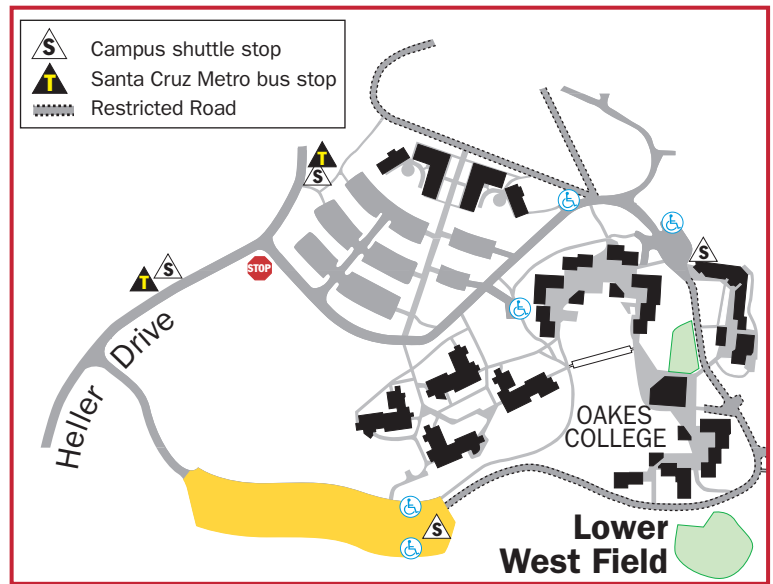 S Campus shuttle stop
T Santa Cruz Metro bus stop
Restricted Road
T
S
S
S
T
STOP
Heller Drive
OAKES
COLLEGE
S
Lower
West Field